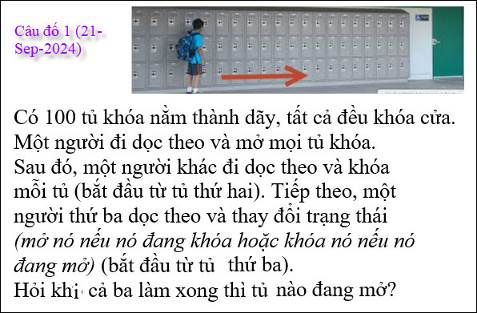 Câu đố 1 (21-
Sep-2024)
Có 100 tủ khóa nằm thành dãy, tất cả đều khóa cửa.
Một người đi dọc theo và mở mọi tủ khóa.
Sau đó, một người khác đi dọc theo và khóa
mỗi tủ (bắt đầu từ tủ thứ hai). Tiếp theo, một
người thứ ba dọc theo và thay đổi trạng thái
(mở nó nếu nó đang khóa hoặc khóa nó nếu nó
đang mở) (bắt đầu từ tủ thứ ba).
Hỏi khi cả ba làm xong thì tủ nào đang mở?